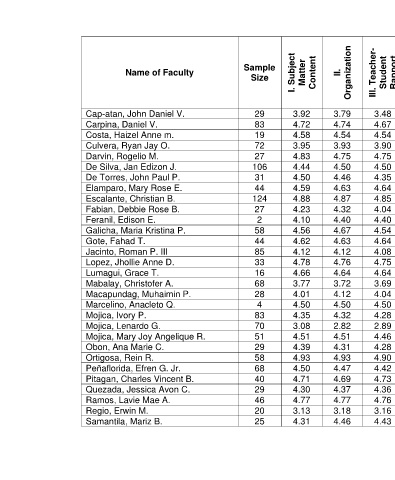 Name of Faculty Sample Size I. Subject Matter Content II. Organization III. Teacher-Student Rapport
Cap-atan, John Daniel V. 29 3.92 3.79 3.48
Carpina, Daniel V. 83 4.72 4.74 4.67
Costa, Haizel Anne m. 19 4.58 4.54 4.54
Culvera, Ryan Jay O. 72 3.95 3.93 3.90
Darvin, Rogelio M. 27 4.83 4.75 4.75
De Silva, Jan Edizon J. 106 4.44 4.50 4.50
De Torres, John Paul P. 31 4.50 4.46 4.35
Elamparo, Mary Rose E. 44 4.59 4.63 4.64
Escalante, Christian B. 124 4.88 4.87 4.85
Fabian, Debbie Rose B. 27 4.23 4.32 4.04
Feranil, Edison E. 2 4.10 4.40 4.40
Galicha, Maria Kristina P. 58 4.56 4.67 4.54
Gote, Fahad T. 44 4.62 4.63 4.64
Jacinto, Roman P. III 85 4.12 4.12 4.08
Lopez, Jhollie Anne D. 33 4.78 4.76 4.75
Lumagui, Grace T. 16 4.66 4.64 4.64
Mabalay, Christofer A. 68 3.77 3.72 3.69
Macapundag, Muhaimin P. 28 4.01 4.12 4.04
Marcelino, Anacleto Q. 4 4.50 4.50 4.50
Mojica, Ivory P. 83 4.35 4.32 4.28
Mojica, Lenardo G. 70 3.08 2.82 2.89
Mojica, Mary Joy Angelique R. 51 4.51 4.51 4.46
Obon, Ana Marie C. 29 4.39 4.31 4.28
Ortigosa, Rein R. 58 4.93 4.93 4.90
Peñaflorida, Efren G. Jr. 68 4.50 4.47 4.42
Pitagan, Charles Vincent B. 40 4.71 4.69 4.73
Quezada, Jessica Avon C. 29 4.30 4.37 4.36
Ramos, Lavie Mae A. 46 4.77 4.77 4.76
Regio, Erwin M. 20 3.13 3.18 3.16
Samantila, Mariz B. 25 4.31 4.46 4.43